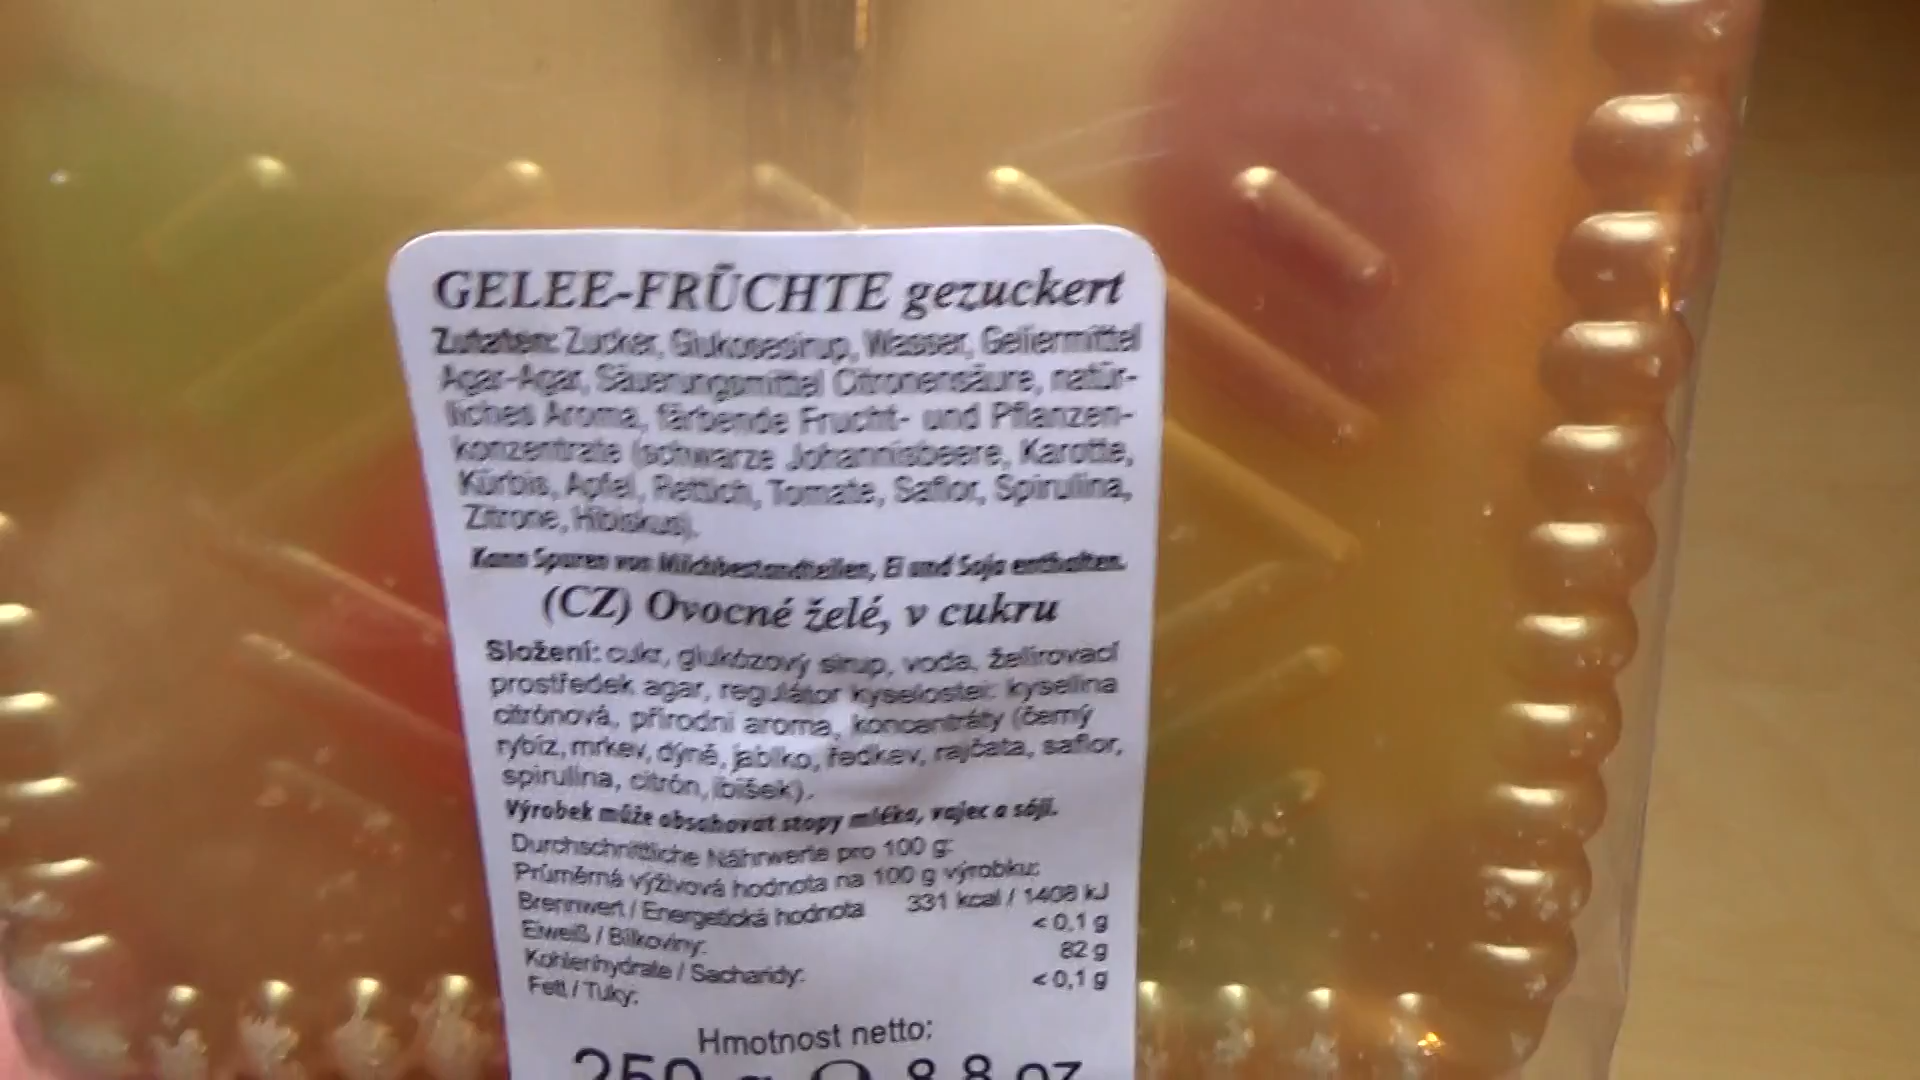 GELEE-FRÜCHTE gezuckert
Zutaten: Zucker, Glukosesirup, Wasser, Geliermittel
Agar-Agar, Säuerungsmittel Citronensäure, natür-
liches Aroma, färbende Frucht- und Pflanzen-
konzentrate (schwarze Johannisbeere, Karotte,
Kürbis, Apfel, Rettich, Tomate, Saflor, Spirulina,
Zitrone, Hibiskus).
Kann Spuren von Milchbestandteilen, Ei und Soja enthalten.
(CZ) Ovocné želé, v cukru
Složení: cukr, glukózový sirup, voda, želírovací
prostředek agar, regulátor kyselosti: kyselina
citrónová, přírodní aroma, koncentráty (černý
rybíz, mrkev, dýně, jablko, ředkev, rajčata, saflor,
spirulina, citrón, ibišek).
Výrobek může obsahovat stopy mléka, vajec a sóji.
Durchschnittliche Nährwerte pro 100 g:
Průměrná výživová hodnota na 100 g výrobku:
Brennwert / Energetická hodnota 331 kcal / 1408 kJ
Eiweiß / Bílkoviny: <0,1 g
Kohlenhydrate / Sacharidy: 82 g
Fett / Tuky: <0,1 g
Hmotnost netto:
250 g 8.8 oz